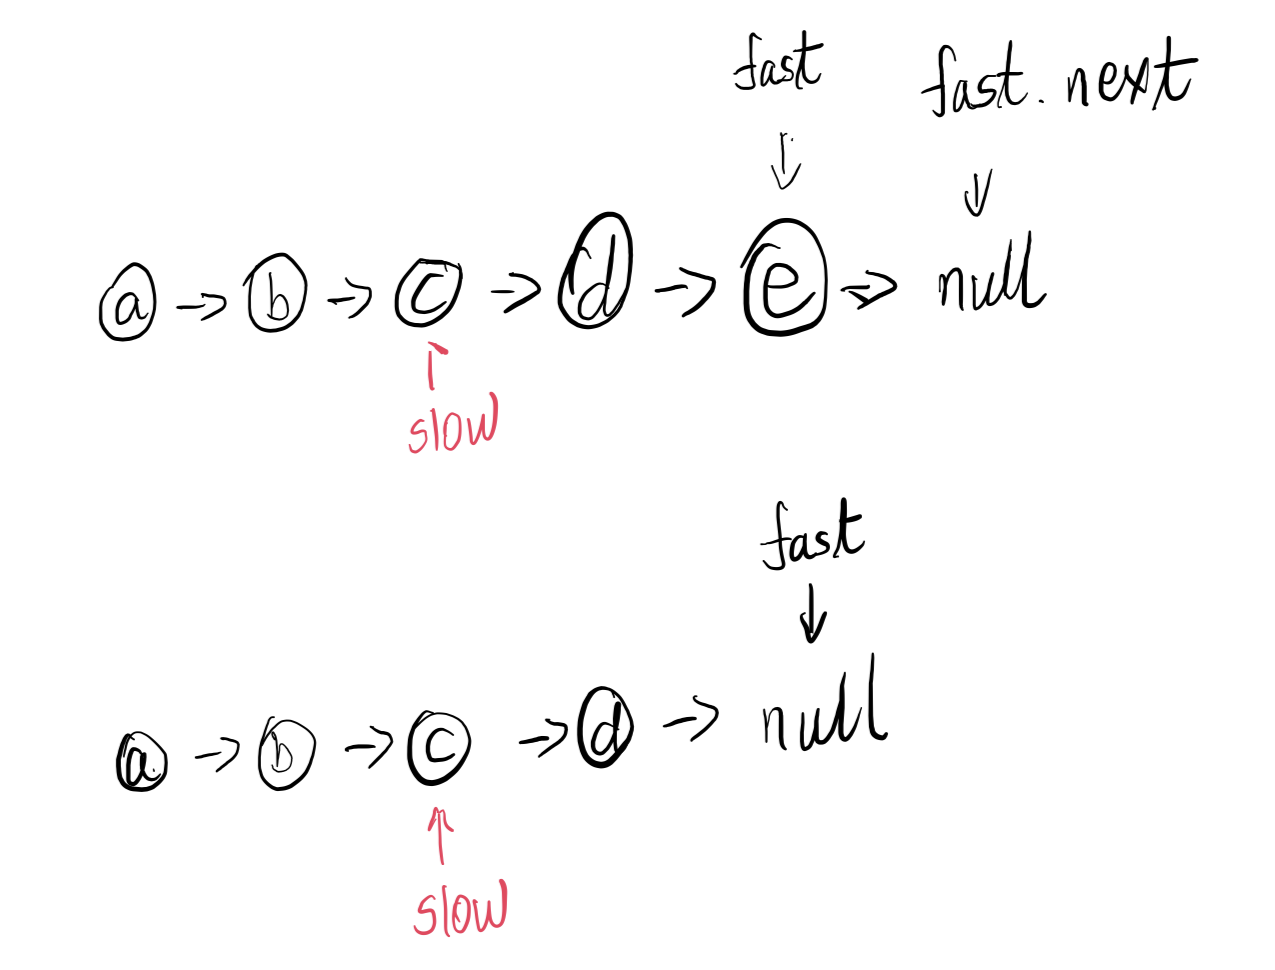 fast fast.next
a → b → c → d → e → null
slow
fast
a → b → c → d → null
slow